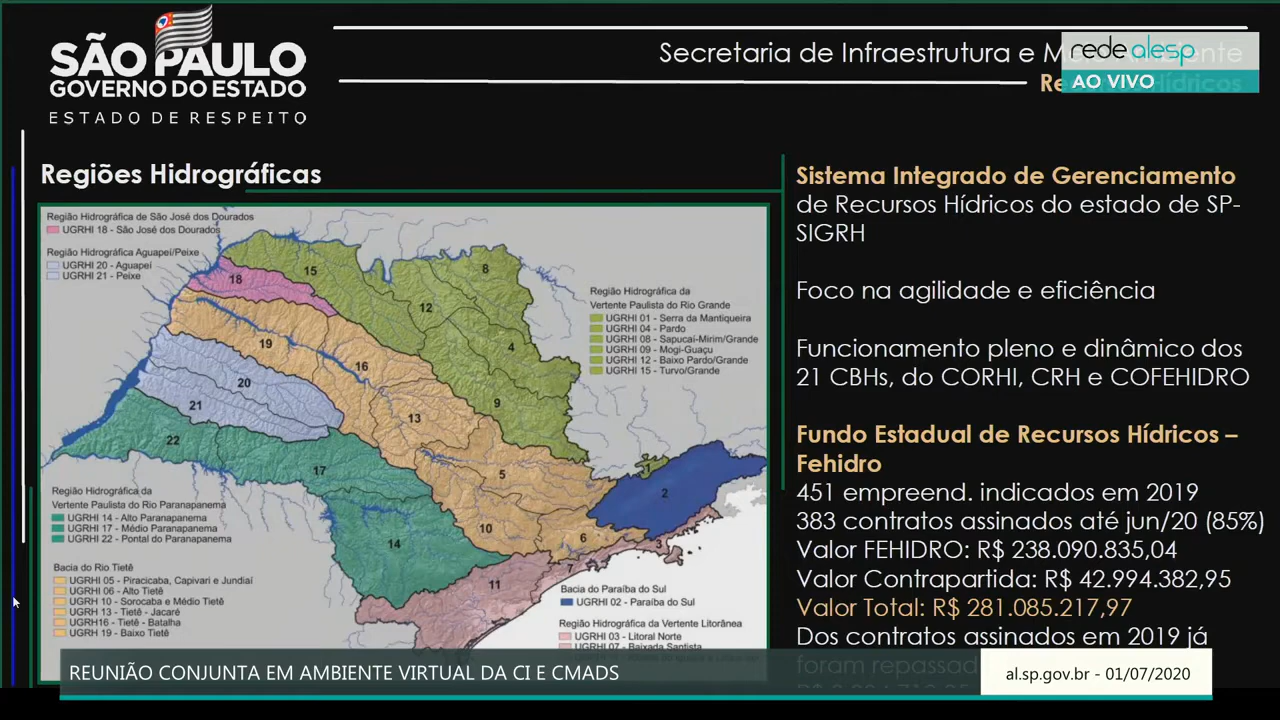 SÃO PAULO
GOVERNO DO ESTADO
ESTADO DE RESPEITO
Secretaria de Infraestrutura e
rede alesp
AO VIVO
Regiões Hidrográficas
Região Hidrográfica de São José dos Dourados
UGRHI 18 - São José dos Dourados
Região Hidrográfica Aguapeí/Peixe
UGRHI 20 - Aguapeí
UGRHI 21 - Peixe
Região Hidrográfica da
Vertente Paulista do Rio Grande
UGRHI 01 - Serra da Mantiqueira
UGRHI 04 - Pardo
UGRHI 08 - Sapucaí-Mirim/Grande
UGRHI 09 - Mogi-Guaçu
UGRHI 12 - Baixo Pardo/Grande
UGRHI 15 - Turvo/Grande
15
8
18
12
19
4
16
20
9
21
13
22
17
5
1
2
10
6
14
7
11
Região Hidrográfica da
Vertente Paulista do Rio Paranapanema
UGRHI 14 - Alto Paranapanema
UGRHI 17 - Médio Paranapanema
UGRHI 22 - Pontal do Paranapanema
Bacia do Rio Tietê
UGRHI 05 - Piracicaba, Capivari e Jundiaí
UGRHI 06 - Alto Tietê
UGRHI 10 - Sorocaba e Médio Tietê
UGRHI 13 - Tietê - Jacaré
UGRHI16 - Tietê - Batalha
UGRHI 19 - Baixo Tietê
Bacia do Paraíba do Sul
UGRHI 02 - Paraíba do Sul
Região Hidrográfica da Vertente Litorânea
UGRHI 03 - Litoral Norte
UGRHI 07 - Baixada Santista
Sistema Integrado de Gerenciamento
de Recursos Hídricos do estado de SP-
SIGRH
Foco na agilidade e eficiência
Funcionamento pleno e dinâmico dos
21 CBHs, do CORHI, CRH e COFEHIDRO
Fundo Estadual de Recursos Hídricos –
Fehidro
451 empreend. indicados em 2019
383 contratos assinados até jun/20 (85%)
Valor FEHIDRO: R$ 238.090.835,04
Valor Contrapartida: R$ 42.994.382,95
Valor Total: R$ 281.085.217,97
Dos contratos assinados em 2019 já
foram
REUNIÃO CONJUNTA EM AMBIENTE VIRTUAL DA CI E CMADS
al.sp.gov.br - 01/07/2020